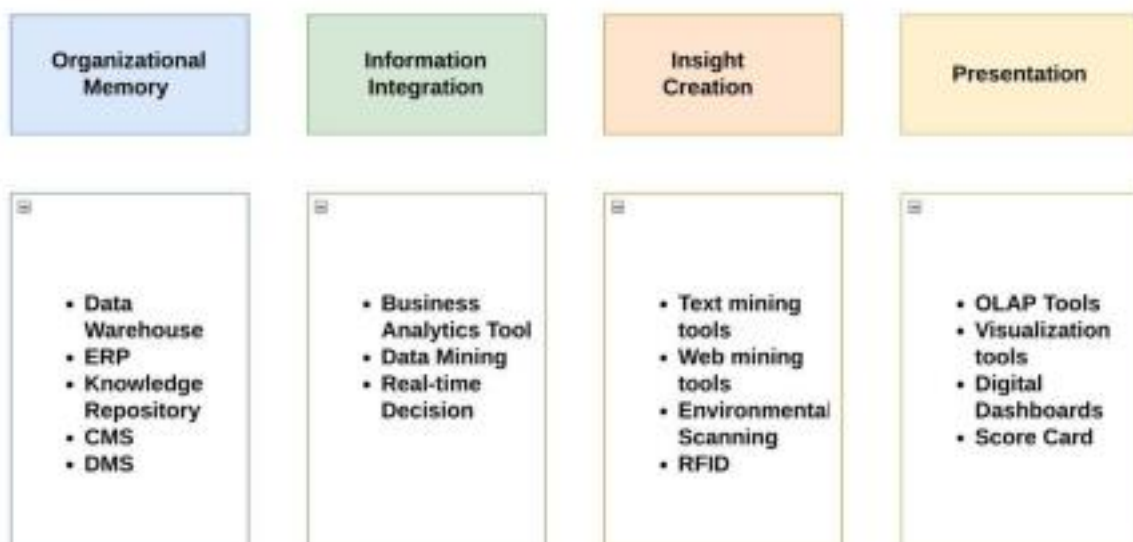 Organizational
Memory
Information
Integration
Insight
Creation
Presentation
• Data
Warehouse
• ERP
• Knowledge
Repository
• CMS
• DMS
• Business
Analytics Tool
• Data Mining
• Real-time
Decision
• Text mining
tools
• Web mining
tools
• Environmental
Scanning
• RFID
• OLAP Tools
• Visualization
tools
• Digital
Dashboards
• Score Card